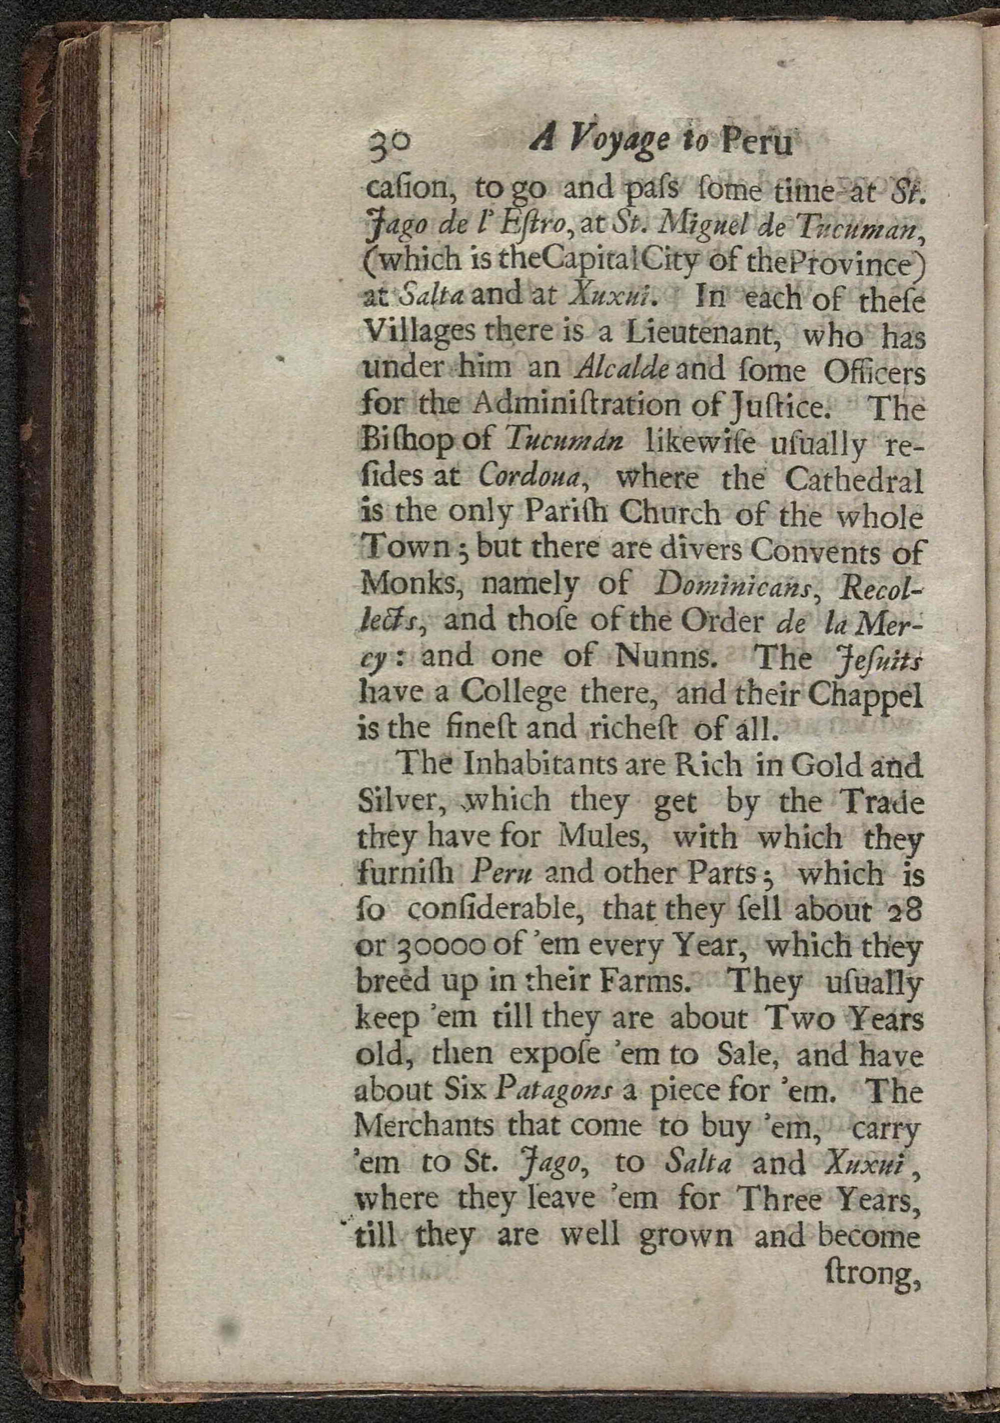 30 A Voyage to Peru
caſion, to go and paſs ſome time at St.
Jago de l' Eſtro, at St. Miguel de Tucuman,
(which is theCapitalCity of theProvince)
at Salta and at Xuxui. In each of theſe
Villages there is a Lieutenant, who has
under him an Alcalde and ſome Officers
for the Adminiſtration of Juſtice. The
Biſhop of Tucumán likewiſe uſually re-
ſides at Cordoua, where the Cathedral
is the only Pariſh Church of the whole
Town; but there are divers Convents of
Monks, namely of Dominicans, Recol-
lects, and thoſe of the Order de la Mer-
cy: and one of Nunns. The Jeſuits
have a College there, and their Chappel
is the fineſt and richeſt of all.
The Inhabitants are Rich in Gold and
Silver, which they get by the Trade
they have for Mules, with which they
furniſh Peru and other Parts; which is
ſo conſiderable, that they ſell about 28
or 30000 of 'em every Year, which they
breed up in their Farms. They uſually
keep 'em till they are about Two Years
old, then expoſe 'em to Sale, and have
about Six Patagons a piece for 'em. The
Merchants that come to buy 'em, carry
'em to St. Jago, to Salta and Xuxui,
where they leave 'em for Three Years,
till they are well grown and become
ſtrong,